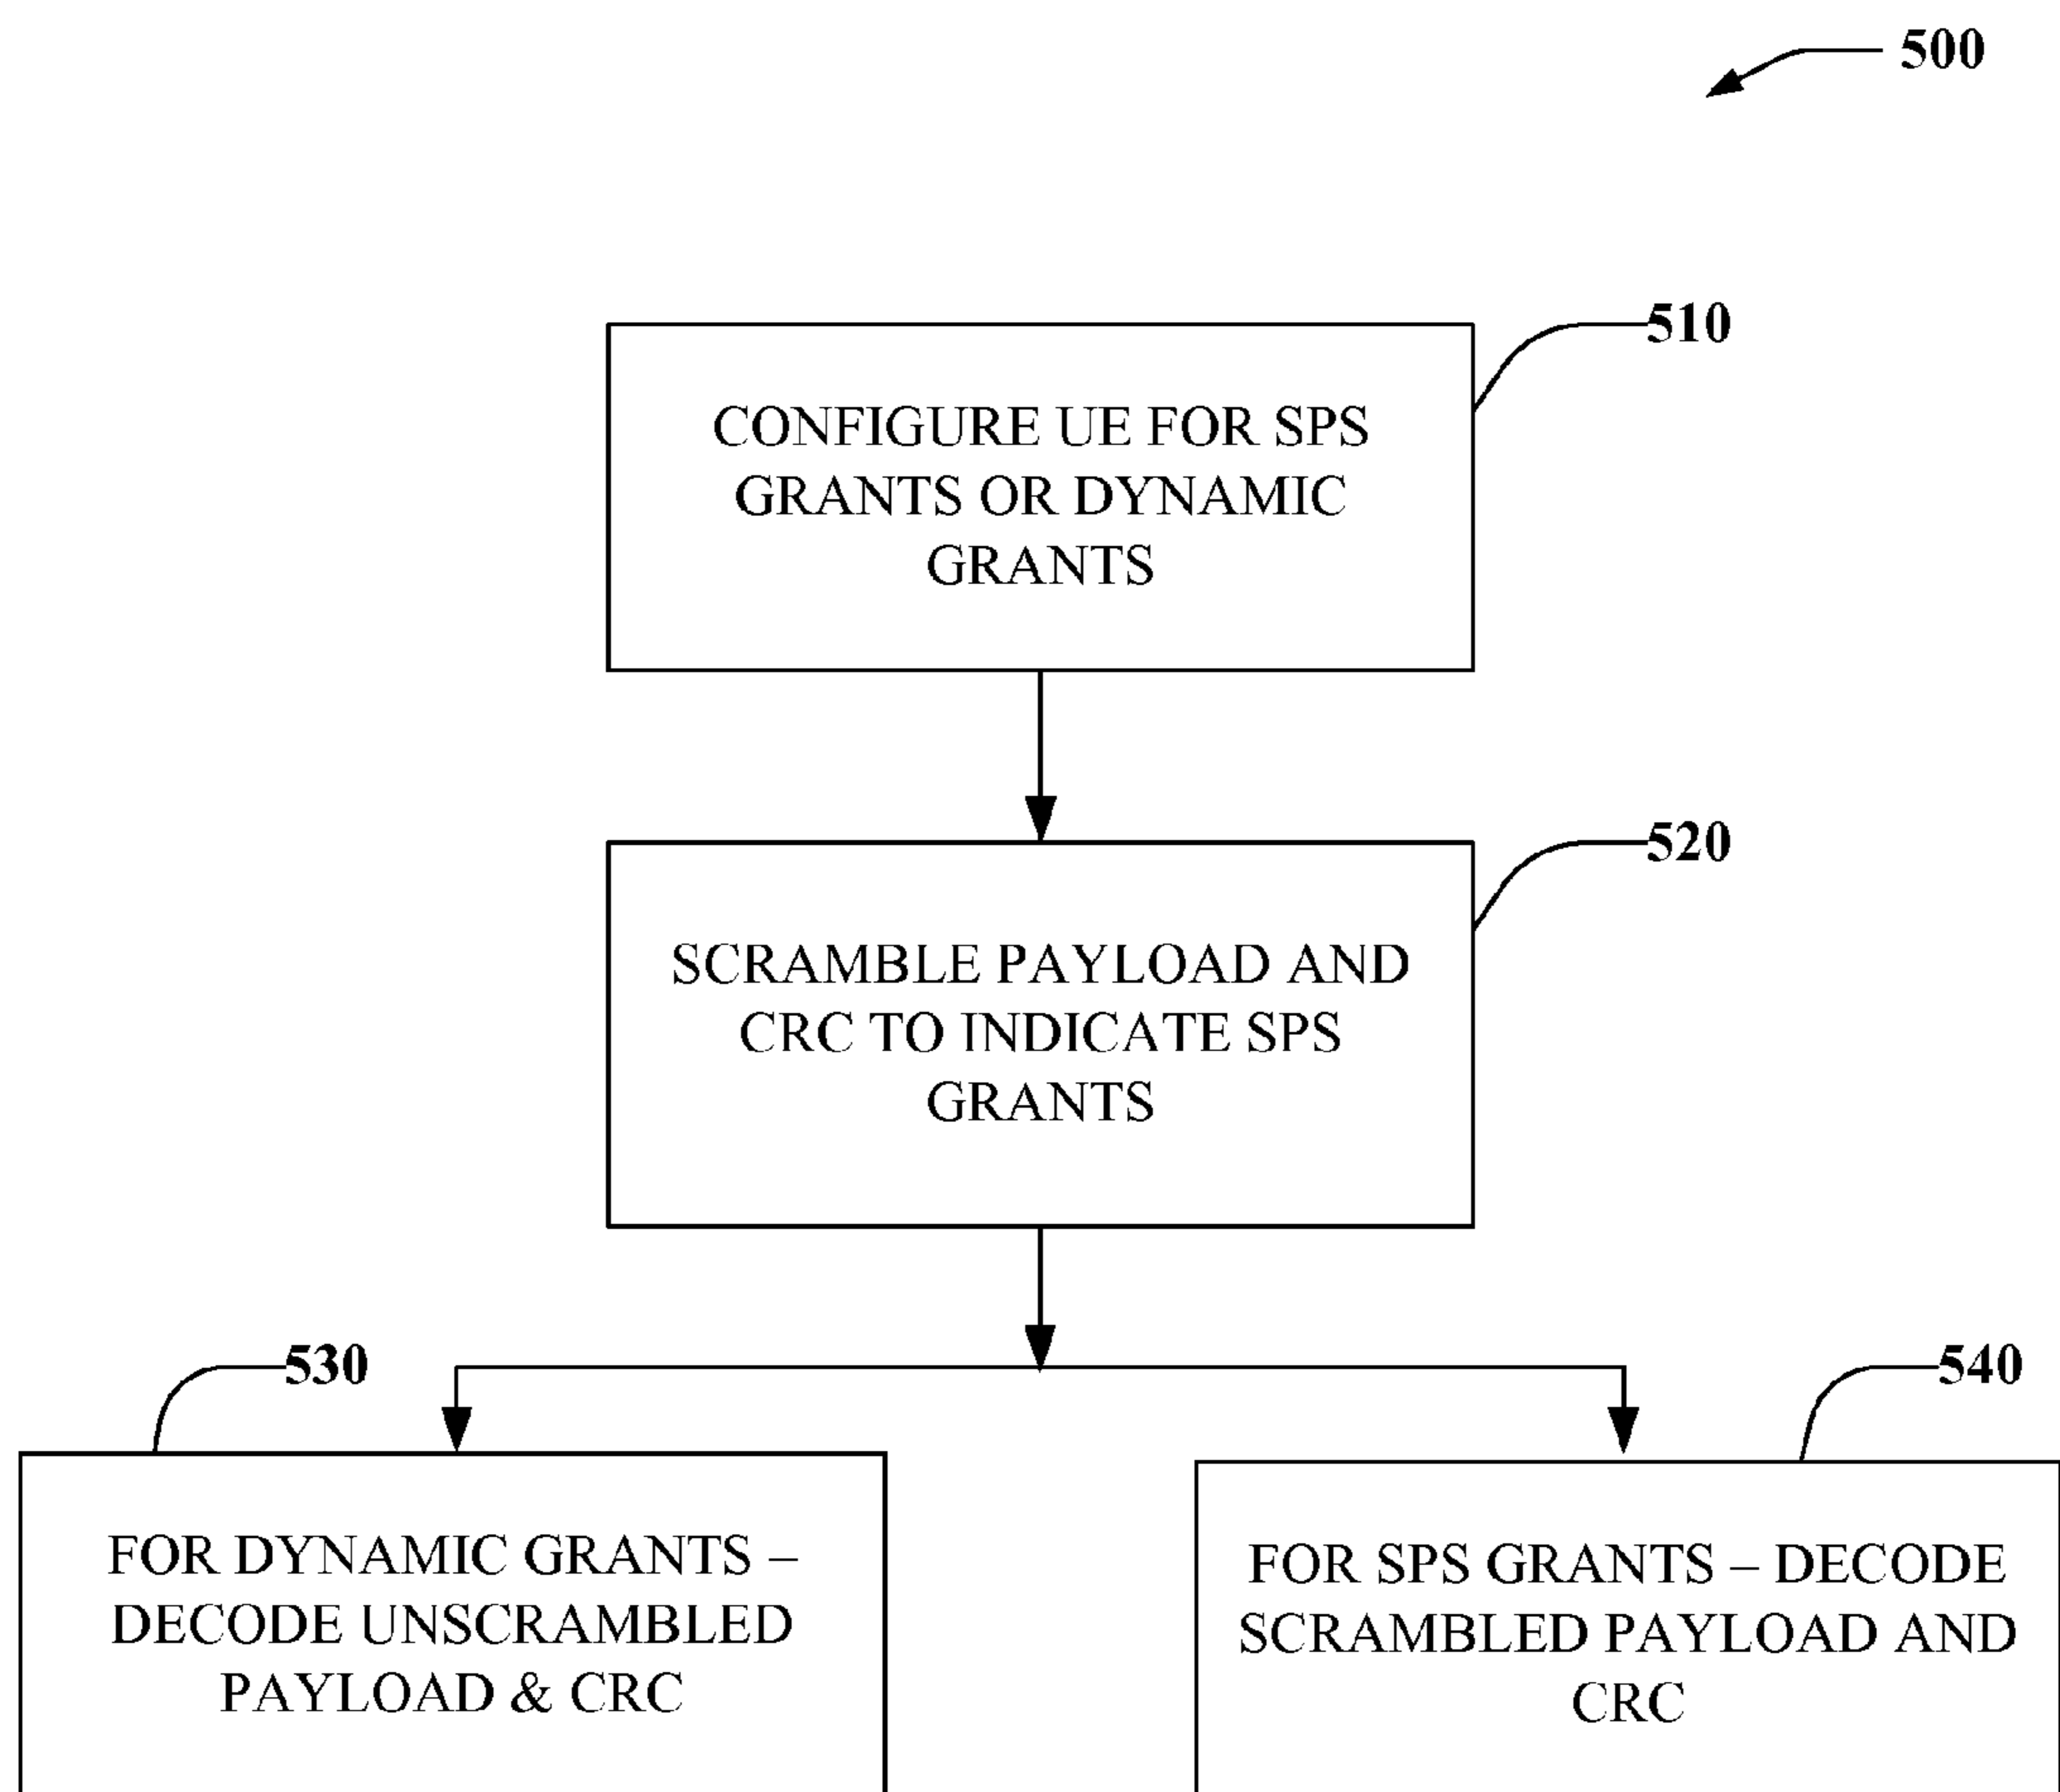 500
510
CONFIGURE UE FOR SPS
GRANTS OR DYNAMIC
GRANTS
520
SCRAMBLE PAYLOAD AND
CRC TO INDICATE SPS
GRANTS
530
FOR DYNAMIC GRANTS –
DECODE UNSCRAMBLED
PAYLOAD & CRC
540
FOR SPS GRANTS – DECODE
SCRAMBLED PAYLOAD AND
CRC